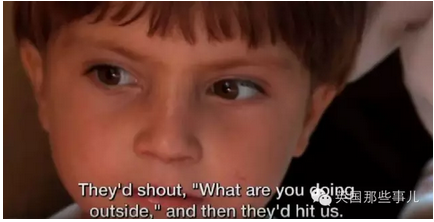 They'd shout, "What are you doing
outside," and then they'd hit us.
英国那些事儿